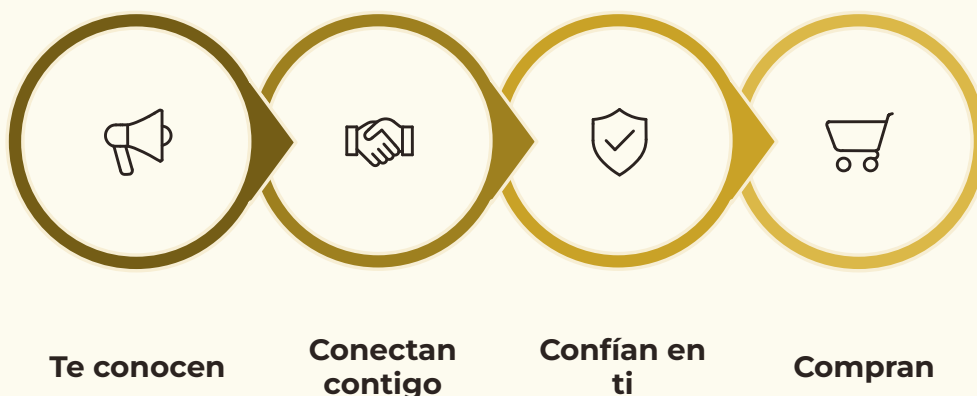 Te conocen
Conectan
contigo
Confían en
ti
Compran